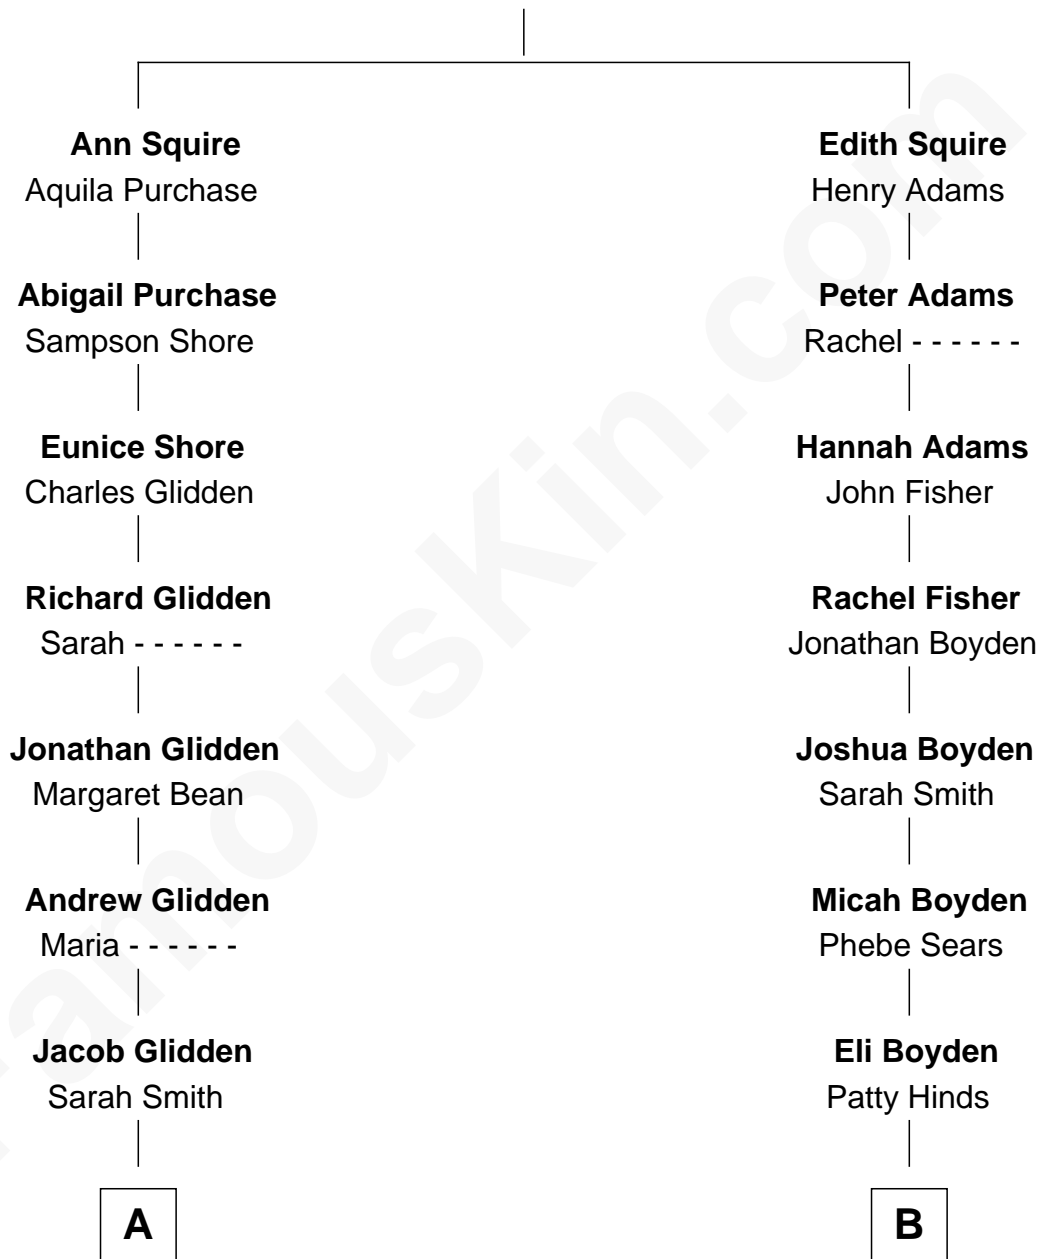 Ann Squire
Aquila Purchase
Abigail Purchase
Sampson Shore
Eunice Shore
Charles Glidden
Richard Glidden
Sarah - - - - - -
Jonathan Glidden
Margaret Bean
Andrew Glidden
Maria - - - - - -
Jacob Glidden
Sarah Smith
A
Edith Squire
Henry Adams
Peter Adams
Rachel - - - - - -
Hannah Adams
John Fisher
Rachel Fisher
Jonathan Boyden
Joshua Boyden
Sarah Smith
Micah Boyden
Phebe Sears
Eli Boyden
Patty Hinds
B
FamousKin.com